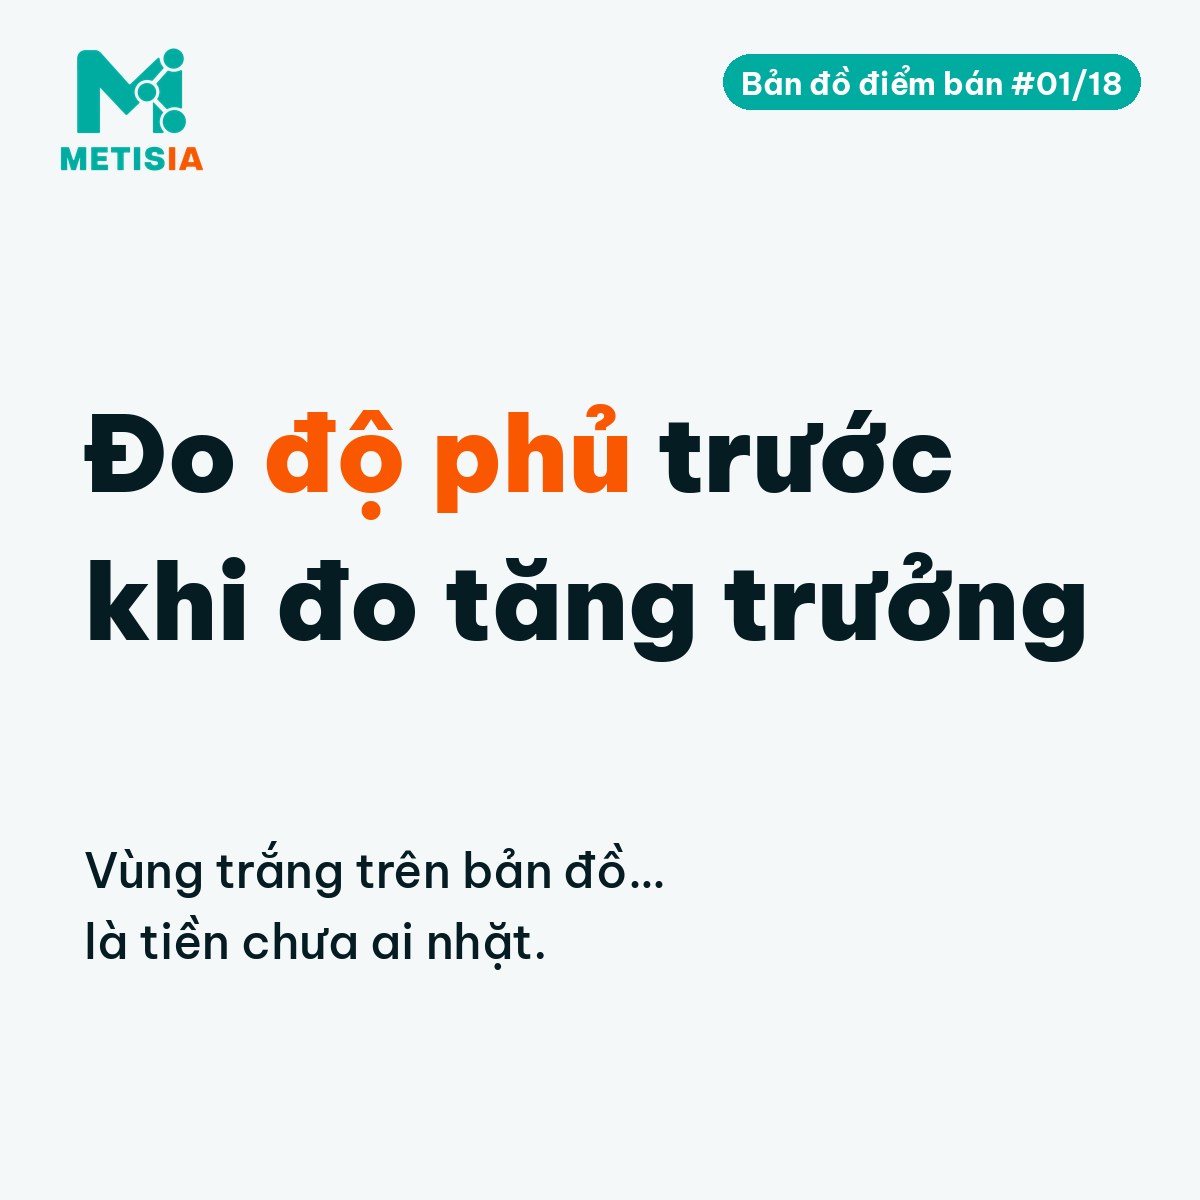 METISIA
Bản đồ điểm bán #01/18
Đo độ phủ trước
khi đo tăng trưởng
Vùng trắng trên bản đồ...
là tiền chưa ai nhặt.